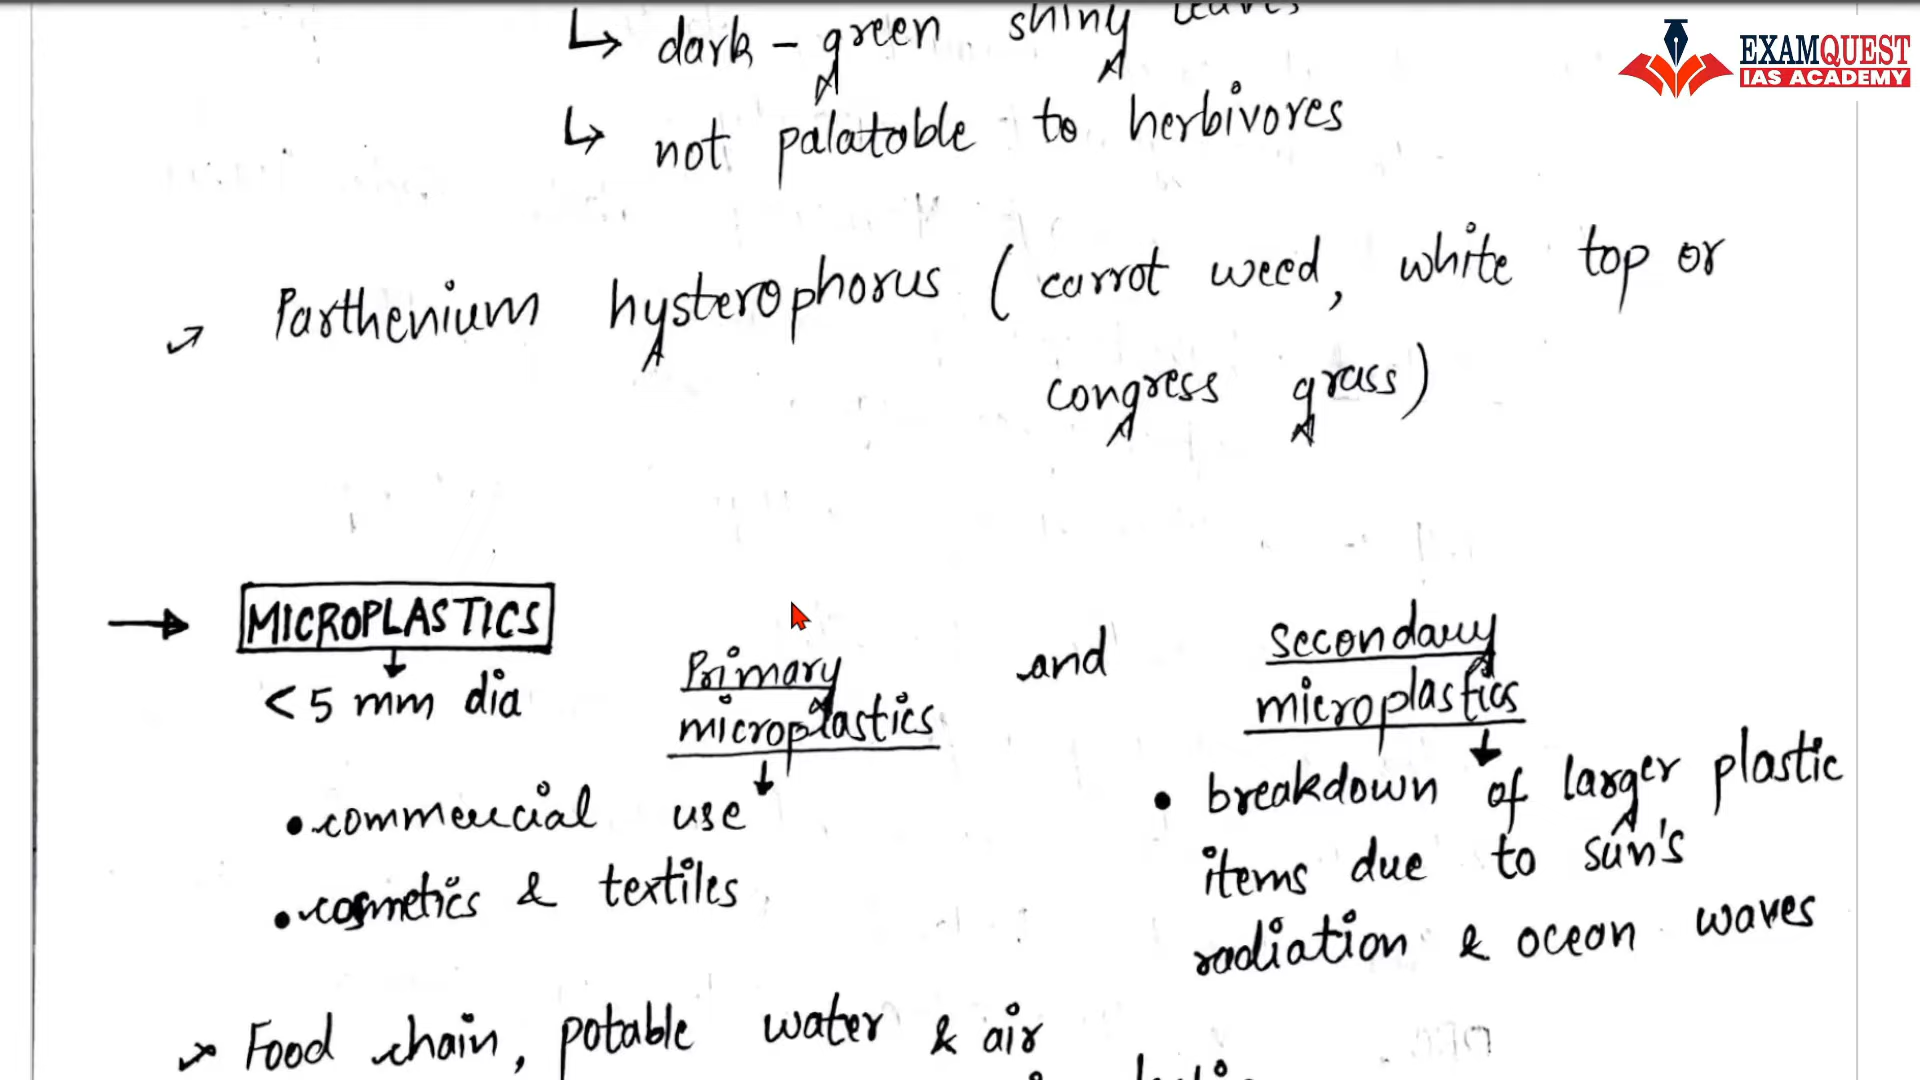 ↳ dark - green shiny leaves
↳ not palatable to herbivores
EXAMQUEST
IAS ACADEMY
Parthenium hysterophorus (carrot weed, white top or
congress grass)
→ MICROPLASTICS
< 5 mm dia
Primary
microplastics
and
Secondary
microplastics
• commercial use
• cosmetics & textiles
• breakdown of larger plastic
items due to sun's
radiation & ocean waves
Food chain, potable water & air